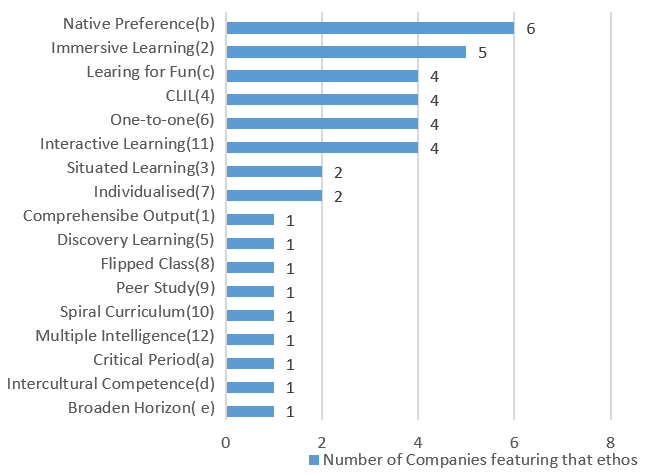 Native Preference(b) 6
Immersive Learning(2) 5
Learing for Fun(c) 4
CLIL(4) 4
One-to-one(6) 4
Interactive Learning(11) 4
Situated Learning(3) 2
Individualised(7) 2
Comprehensibe Output(1) 1
Discovery Learning(5) 1
Flipped Class(8) 1
Peer Study(9) 1
Spiral Curriculum(10) 1
Multiple Intelligence(12) 1
Critical Period(a) 1
Intercultural Competence(d) 1
Broaden Horizon( e) 1
0 2 4 6 8
Number of Companies featuring that ethos